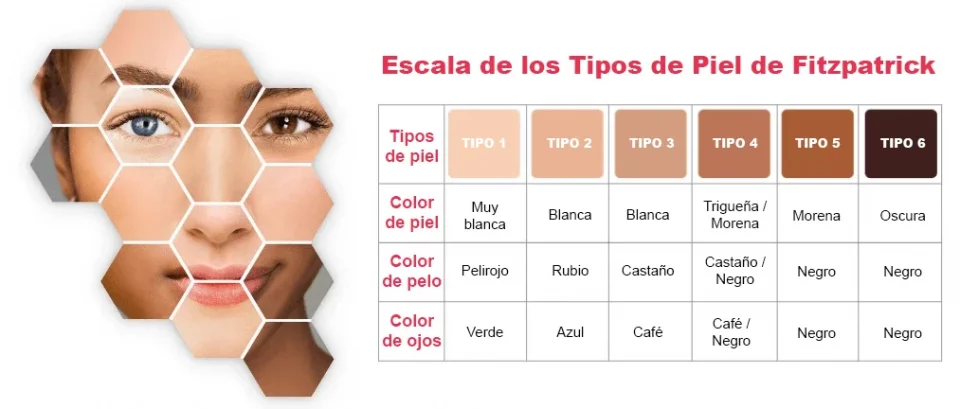 Escala de los Tipos de Piel de Fitzpatrick
Tipos de piel TIPO 1 TIPO 2 TIPO 3 TIPO 4 TIPO 5 TIPO 6
Color de piel Muy blanca Blanca Blanca Trigueña / Morena Morena Oscura
Color de pelo Pelirojo Rubio Castaño Castaño / Negro Negro Negro
Color de ojos Verde Azul Café Café / Negro Negro Negro